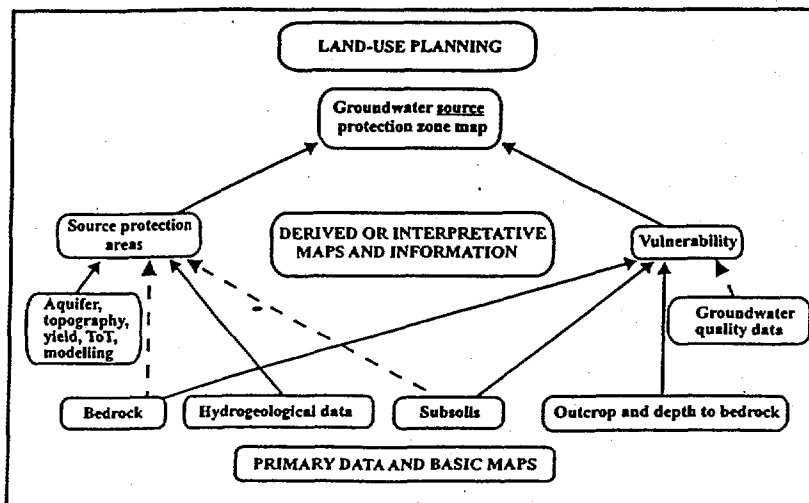 LAND-USE PLANNING
Groundwater source
protection zone map
Source protection
areas
DERIVED OR INTERPRETATIVE
MAPS AND INFORMATION
Vulnerability
Aquifer,
topography,
yield, ToT,
modelling
Groundwater
quality data
Bedrock
Hydrogeological data
Subsoils
Outcrop and depth to bedrock
PRIMARY DATA AND BASIC MAPS